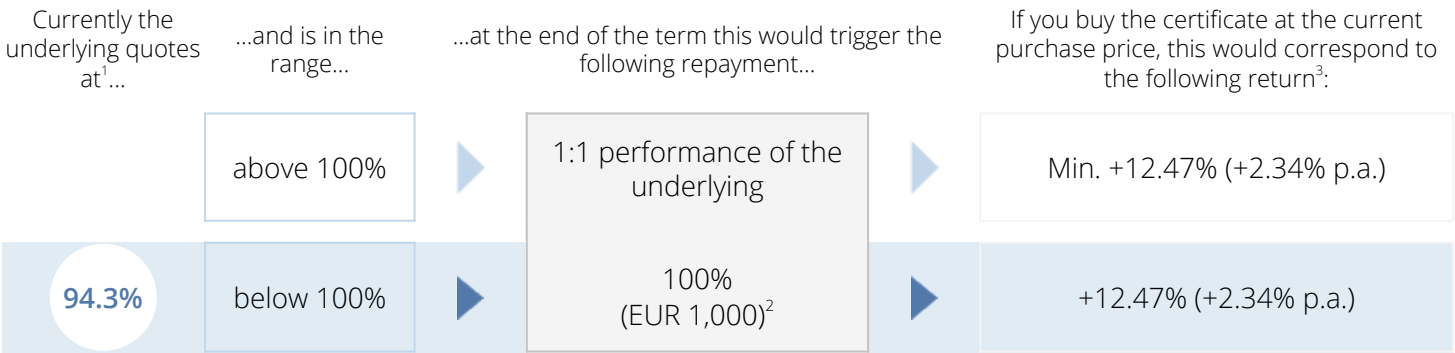 Currently the
underlying quotes
at¹...
...and is in the
range...
...at the end of the term this would trigger the
following repayment...
If you buy the certificate at the current
purchase price, this would correspond to
the following return³:
above 100%
1:1 performance of the
underlying
Min. +12.47% (+2.34% p.a.)
94.3%
below 100%
100%
(EUR 1,000)²
+12.47% (+2.34% p.a.)